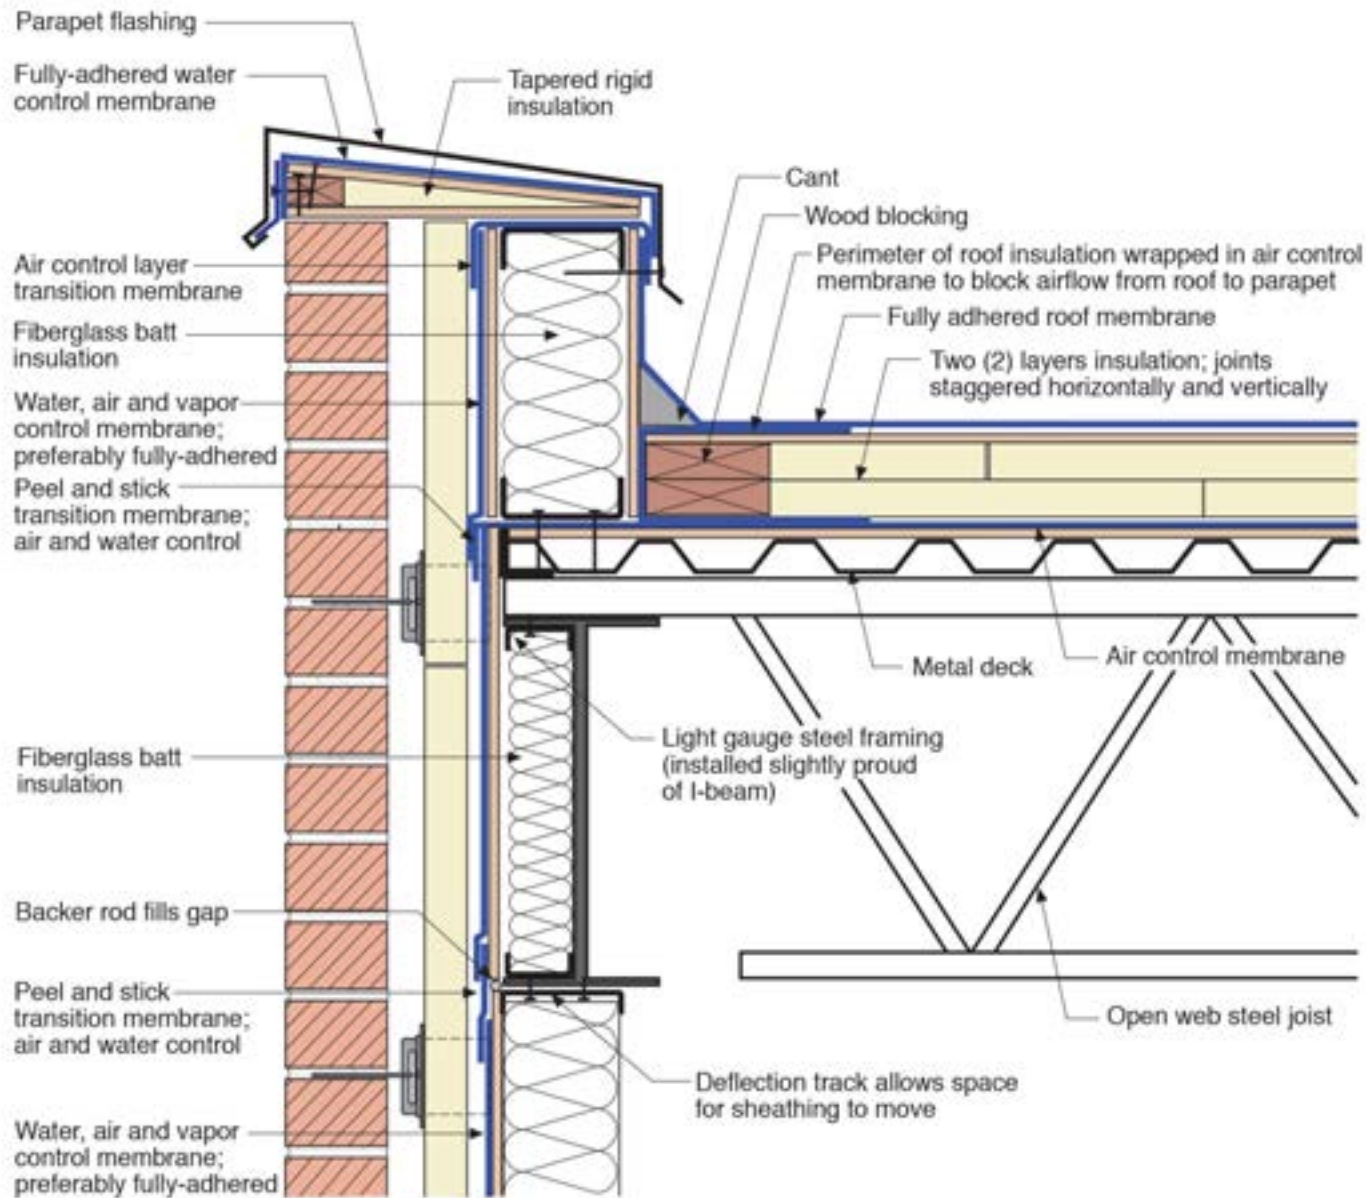 Parapet flashing
Fully-adhered water
control membrane
Tapered rigid
insulation
Cant
Wood blocking
Perimeter of roof insulation wrapped in air control
membrane to block airflow from roof to parapet
Fully adhered roof membrane
Two (2) layers insulation; joints
staggered horizontally and vertically
Air control layer
transition membrane
Fiberglass batt
insulation
Water, air and vapor
control membrane;
preferably fully-adhered
Peel and stick
transition membrane;
air and water control
Metal deck
Air control membrane
Light gauge steel framing
(installed slightly proud
of I-beam)
Fiberglass batt
insulation
Backer rod fills gap
Peel and stick
transition membrane;
air and water control
Open web steel joist
Deflection track allows space
for sheathing to move
Water, air and vapor
control membrane;
preferably fully-adhered